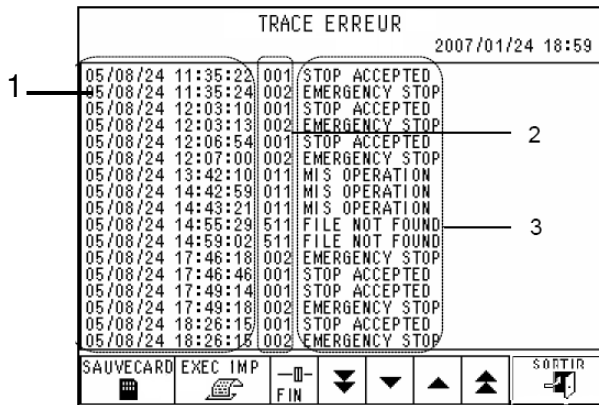 TRACE ERREUR
2007/01/24 18:59
05/08/24 11:35:22 001 STOP ACCEPTED
1 05/08/24 11:35:24 002 EMERGENCY STOP
05/08/24 12:03:10 001 STOP ACCEPTED
05/08/24 12:03:13 002 EMERGENCY STOP 2
05/08/24 12:06:54 001 STOP ACCEPTED
05/08/24 12:07:00 002 EMERGENCY STOP
05/08/24 13:42:10 011 MIS OPERATION
05/08/24 14:42:59 011 MIS OPERATION
05/08/24 14:43:21 011 MIS OPERATION
05/08/24 14:55:29 511 FILE NOT FOUND 3
05/08/24 14:59:02 511 FILE NOT FOUND
05/08/24 17:46:18 002 EMERGENCY STOP
05/08/24 17:46:46 001 STOP ACCEPTED
05/08/24 17:49:14 001 STOP ACCEPTED
05/08/24 17:49:18 002 EMERGENCY STOP
05/08/24 18:26:15 001 STOP ACCEPTED
05/08/24 18:26:15 002 EMERGENCY STOP
SAUVECARD EXEC IMP FIN SORTIR